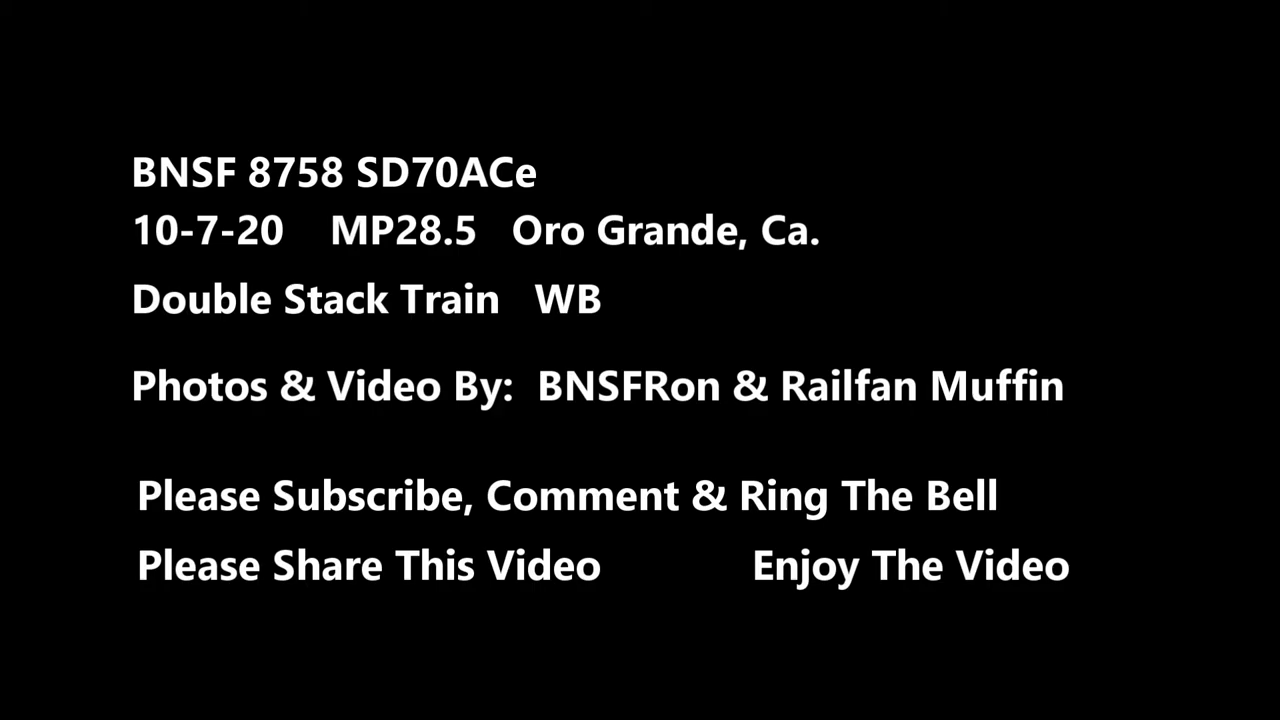 BNSF 8758 SD70ACe
10-7-20 MP28.5 Oro Grande, Ca.
Double Stack Train WB
Photos & Video By: BNSFRon & Railfan Muffin
Please Subscribe, Comment & Ring The Bell
Please Share This Video Enjoy The Video